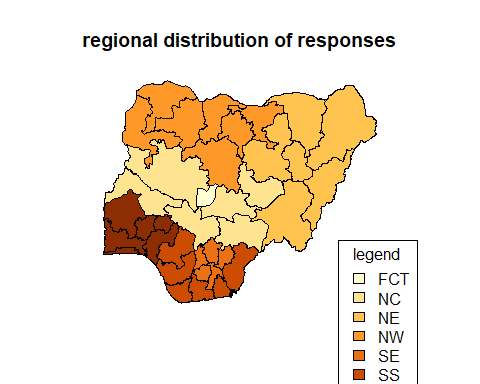 regional distribution of responses
legend
FCT
NC
NE
NW
SE
SS